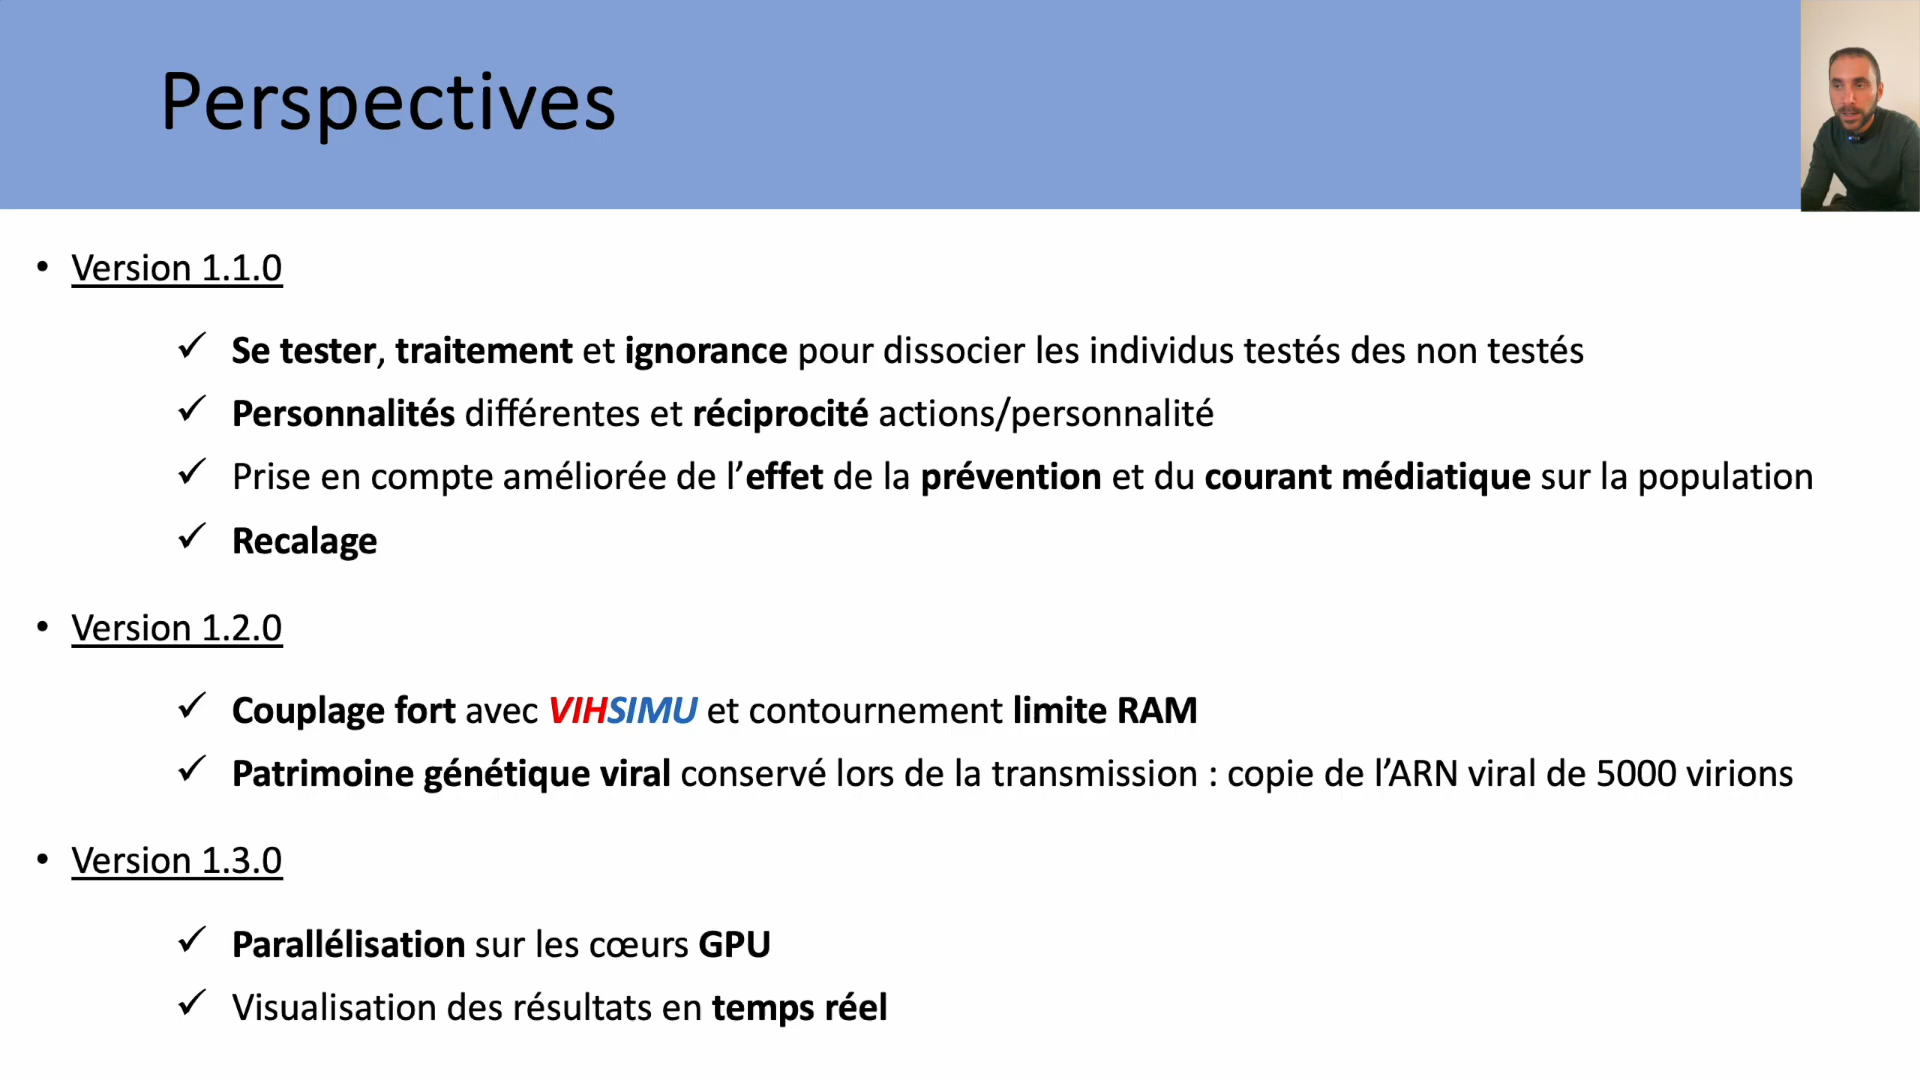 Perspectives
• Version 1.1.0
✓ Se tester, traitement et ignorance pour dissocier les individus testés des non testés
✓ Personnalités différentes et réciprocité actions/personnalité
✓ Prise en compte améliorée de l’effet de la prévention et du courant médiatique sur la population
✓ Recalage
• Version 1.2.0
✓ Couplage fort avec VIHSIMU et contournement limite RAM
✓ Patrimoine génétique viral conservé lors de la transmission : copie de l’ARN viral de 5000 virions
• Version 1.3.0
✓ Parallélisation sur les cœurs GPU
✓ Visualisation des résultats en temps réel